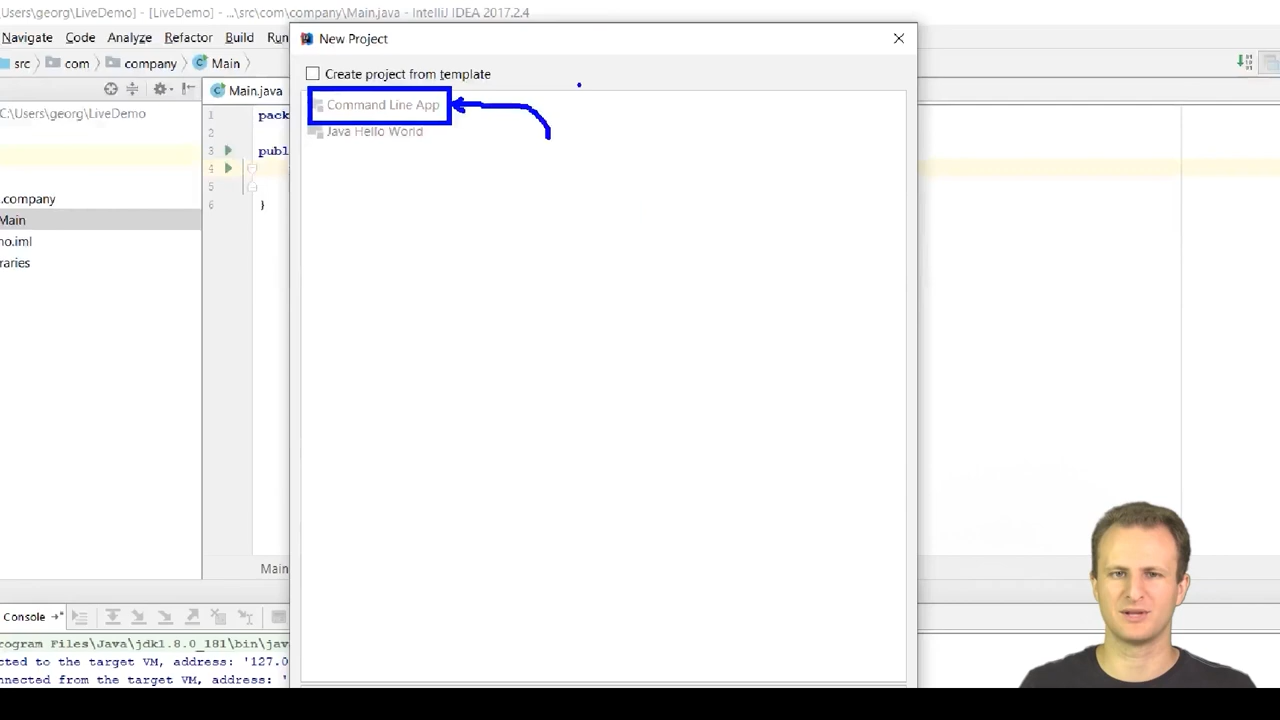 \Users\georg\LiveDemo] - [LiveDemo] - ...\src\com\company\Main.java - IntelliJ IDEA 2017.2.4
Navigate Code Analyze Refactor Build Run
New Project
src com company Main
Create project from template
C:\Users\georg\LiveDemo
Main.java
Command Line App
Java Hello World
1 pack
2
3 publ
4
5
6 }
.company
Main
mo.iml
raries
Main
Console
rogram Files\Java\jdk1.8.0_181\bin\jav
cted to the target VM, address: '127.0
nnected from the target VM, address: '